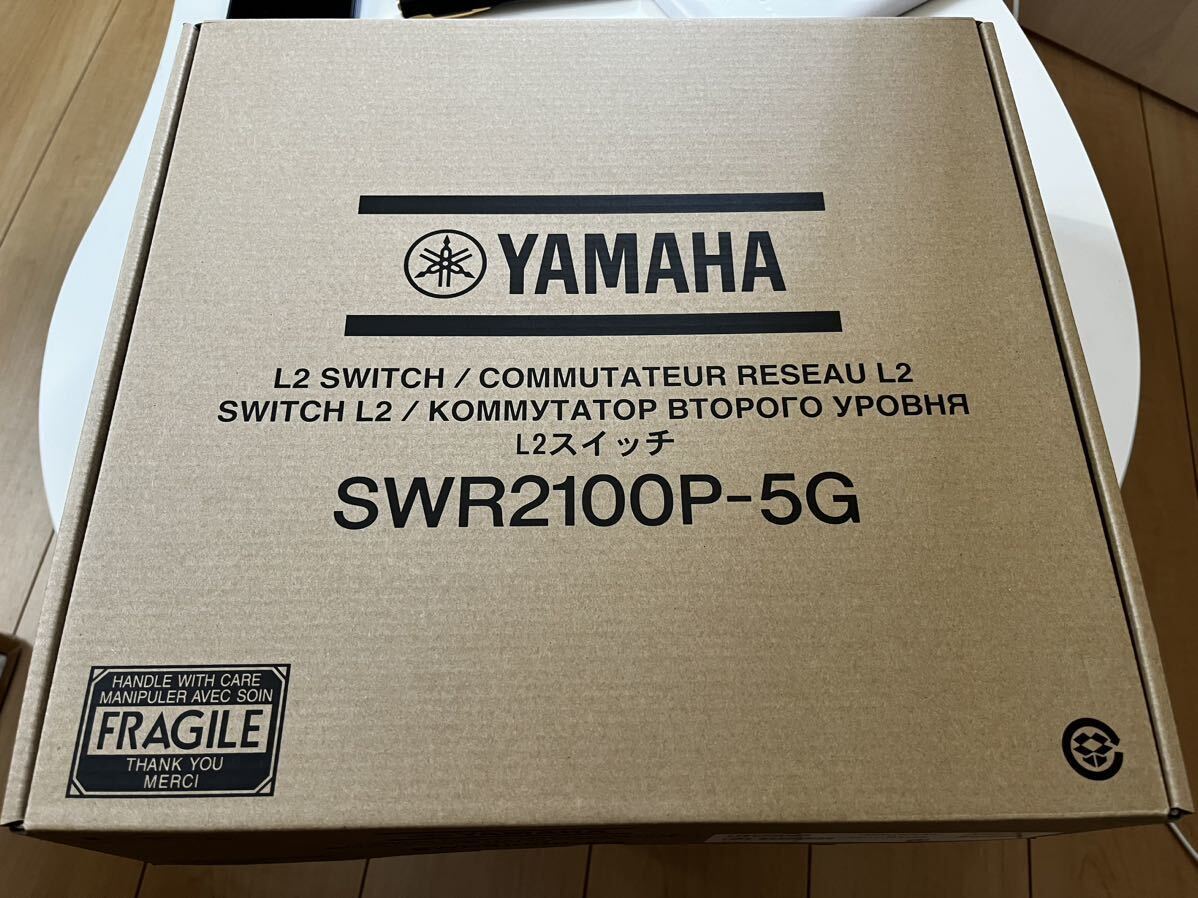 YAMAHA
L2 SWITCH / COMMUTATEUR RESEAU L2
SWITCH L2 / КОММУТАТОР ВТОРОГО УРОВНЯ
L2スイッチ
SWR2100P-5G
HANDLE WITH CARE
MANIPULER AVEC SOIN
FRAGILE
THANK YOU
MERCI